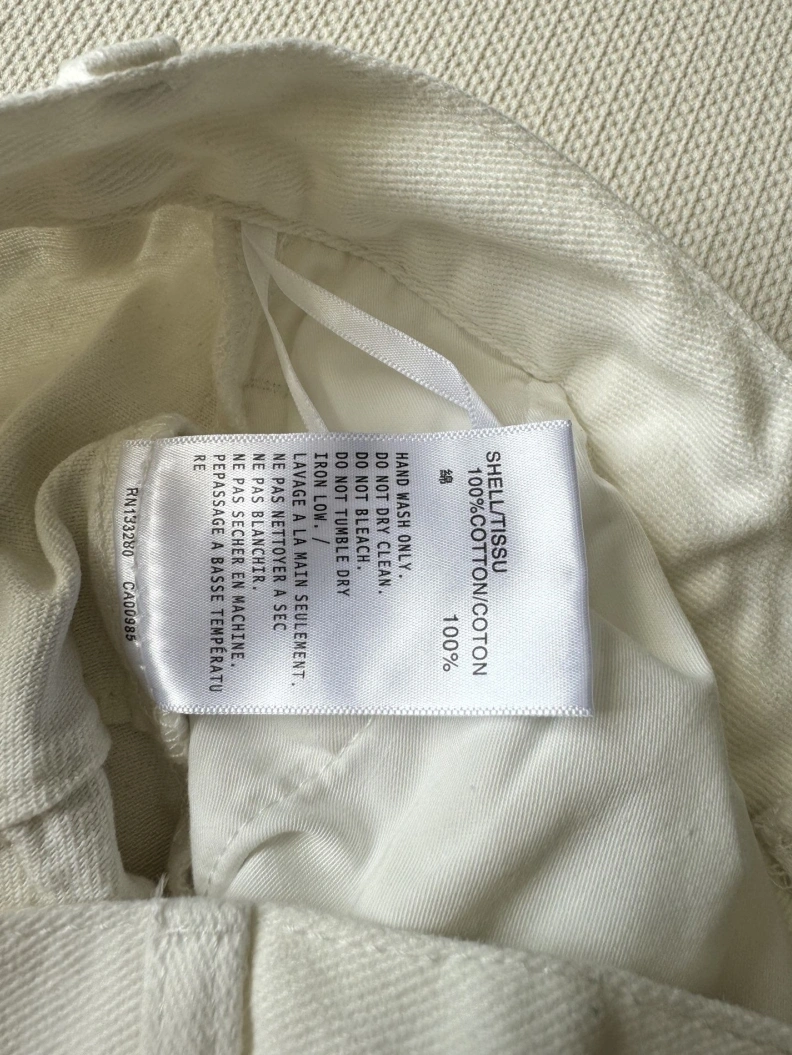 SHELL/TISSU
100%COTTON/COTON
綿 100%
HAND WASH ONLY.
DO NOT DRY CLEAN.
DO NOT BLEACH.
DO NOT TUMBLE DRY
IRON LOW. /
LAVAGE A LA MAIN SEULEMENT.
NE PAS NETTOYER A SEC
NE PAS BLANCHIR.
NE PAS SECHER EN MACHINE.
PEPASSAGE A BASSE TEMPÉRATU
RE
RN133280 CA00985